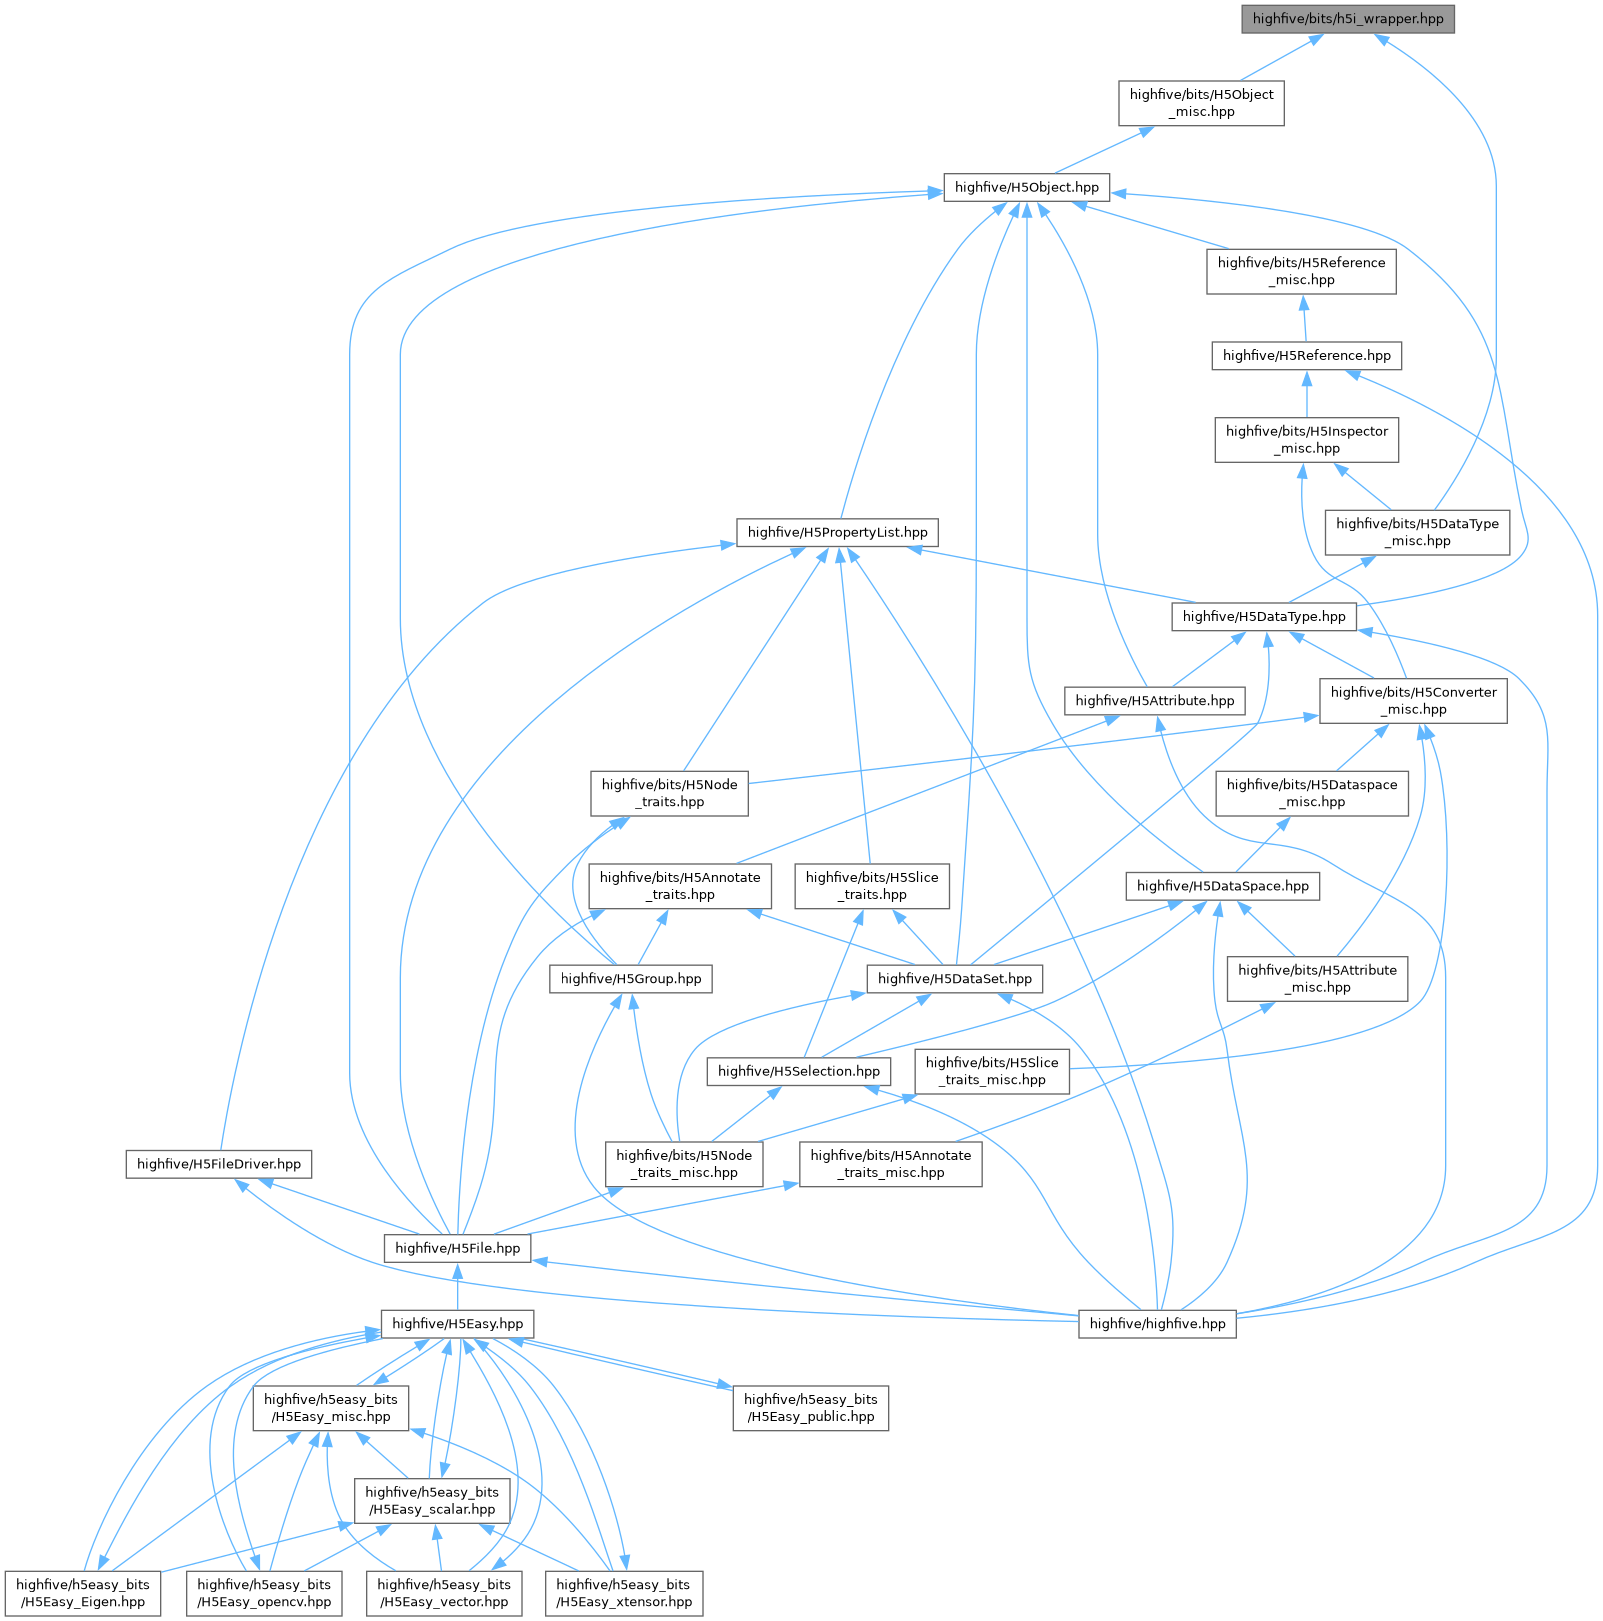 highfive/bits/h5i_wrapper.hpp
highfive/bits/H5Object
_misc.hpp
highfive/H5Object.hpp
highfive/bits/H5Reference
_misc.hpp
highfive/H5Reference.hpp
highfive/bits/H5Inspector
_misc.hpp
highfive/H5PropertyList.hpp
highfive/bits/H5DataType
_misc.hpp
highfive/H5DataType.hpp
highfive/H5Attribute.hpp
highfive/bits/H5Converter
_misc.hpp
highfive/bits/H5Node
_traits.hpp
highfive/bits/H5Dataspace
_misc.hpp
highfive/bits/H5Annotate
_traits.hpp
highfive/bits/H5Slice
_traits.hpp
highfive/H5DataSpace.hpp
highfive/H5Group.hpp
highfive/H5DataSet.hpp
highfive/bits/H5Attribute
_misc.hpp
highfive/H5Selection.hpp
highfive/bits/H5Slice
_traits_misc.hpp
highfive/H5FileDriver.hpp
highfive/bits/H5Node
_traits_misc.hpp
highfive/bits/H5Annotate
_traits_misc.hpp
highfive/H5File.hpp
highfive/H5Easy.hpp
highfive/highfive.hpp
highfive/h5easy_bits
/H5Easy_misc.hpp
highfive/h5easy_bits
/H5Easy_public.hpp
highfive/h5easy_bits
/H5Easy_scalar.hpp
highfive/h5easy_bits
/H5Easy_Eigen.hpp
highfive/h5easy_bits
/H5Easy_opencv.hpp
highfive/h5easy_bits
/H5Easy_vector.hpp
highfive/h5easy_bits
/H5Easy_xtensor.hpp